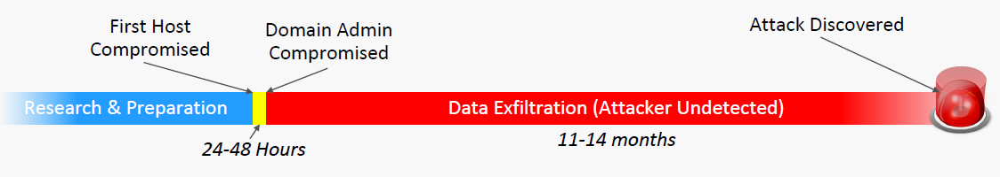 First Host
Compromised
Domain Admin
Compromised
Attack Discovered
Research & Preparation
Data Exfiltration (Attacker Undetected)
24-48 Hours
11-14 months